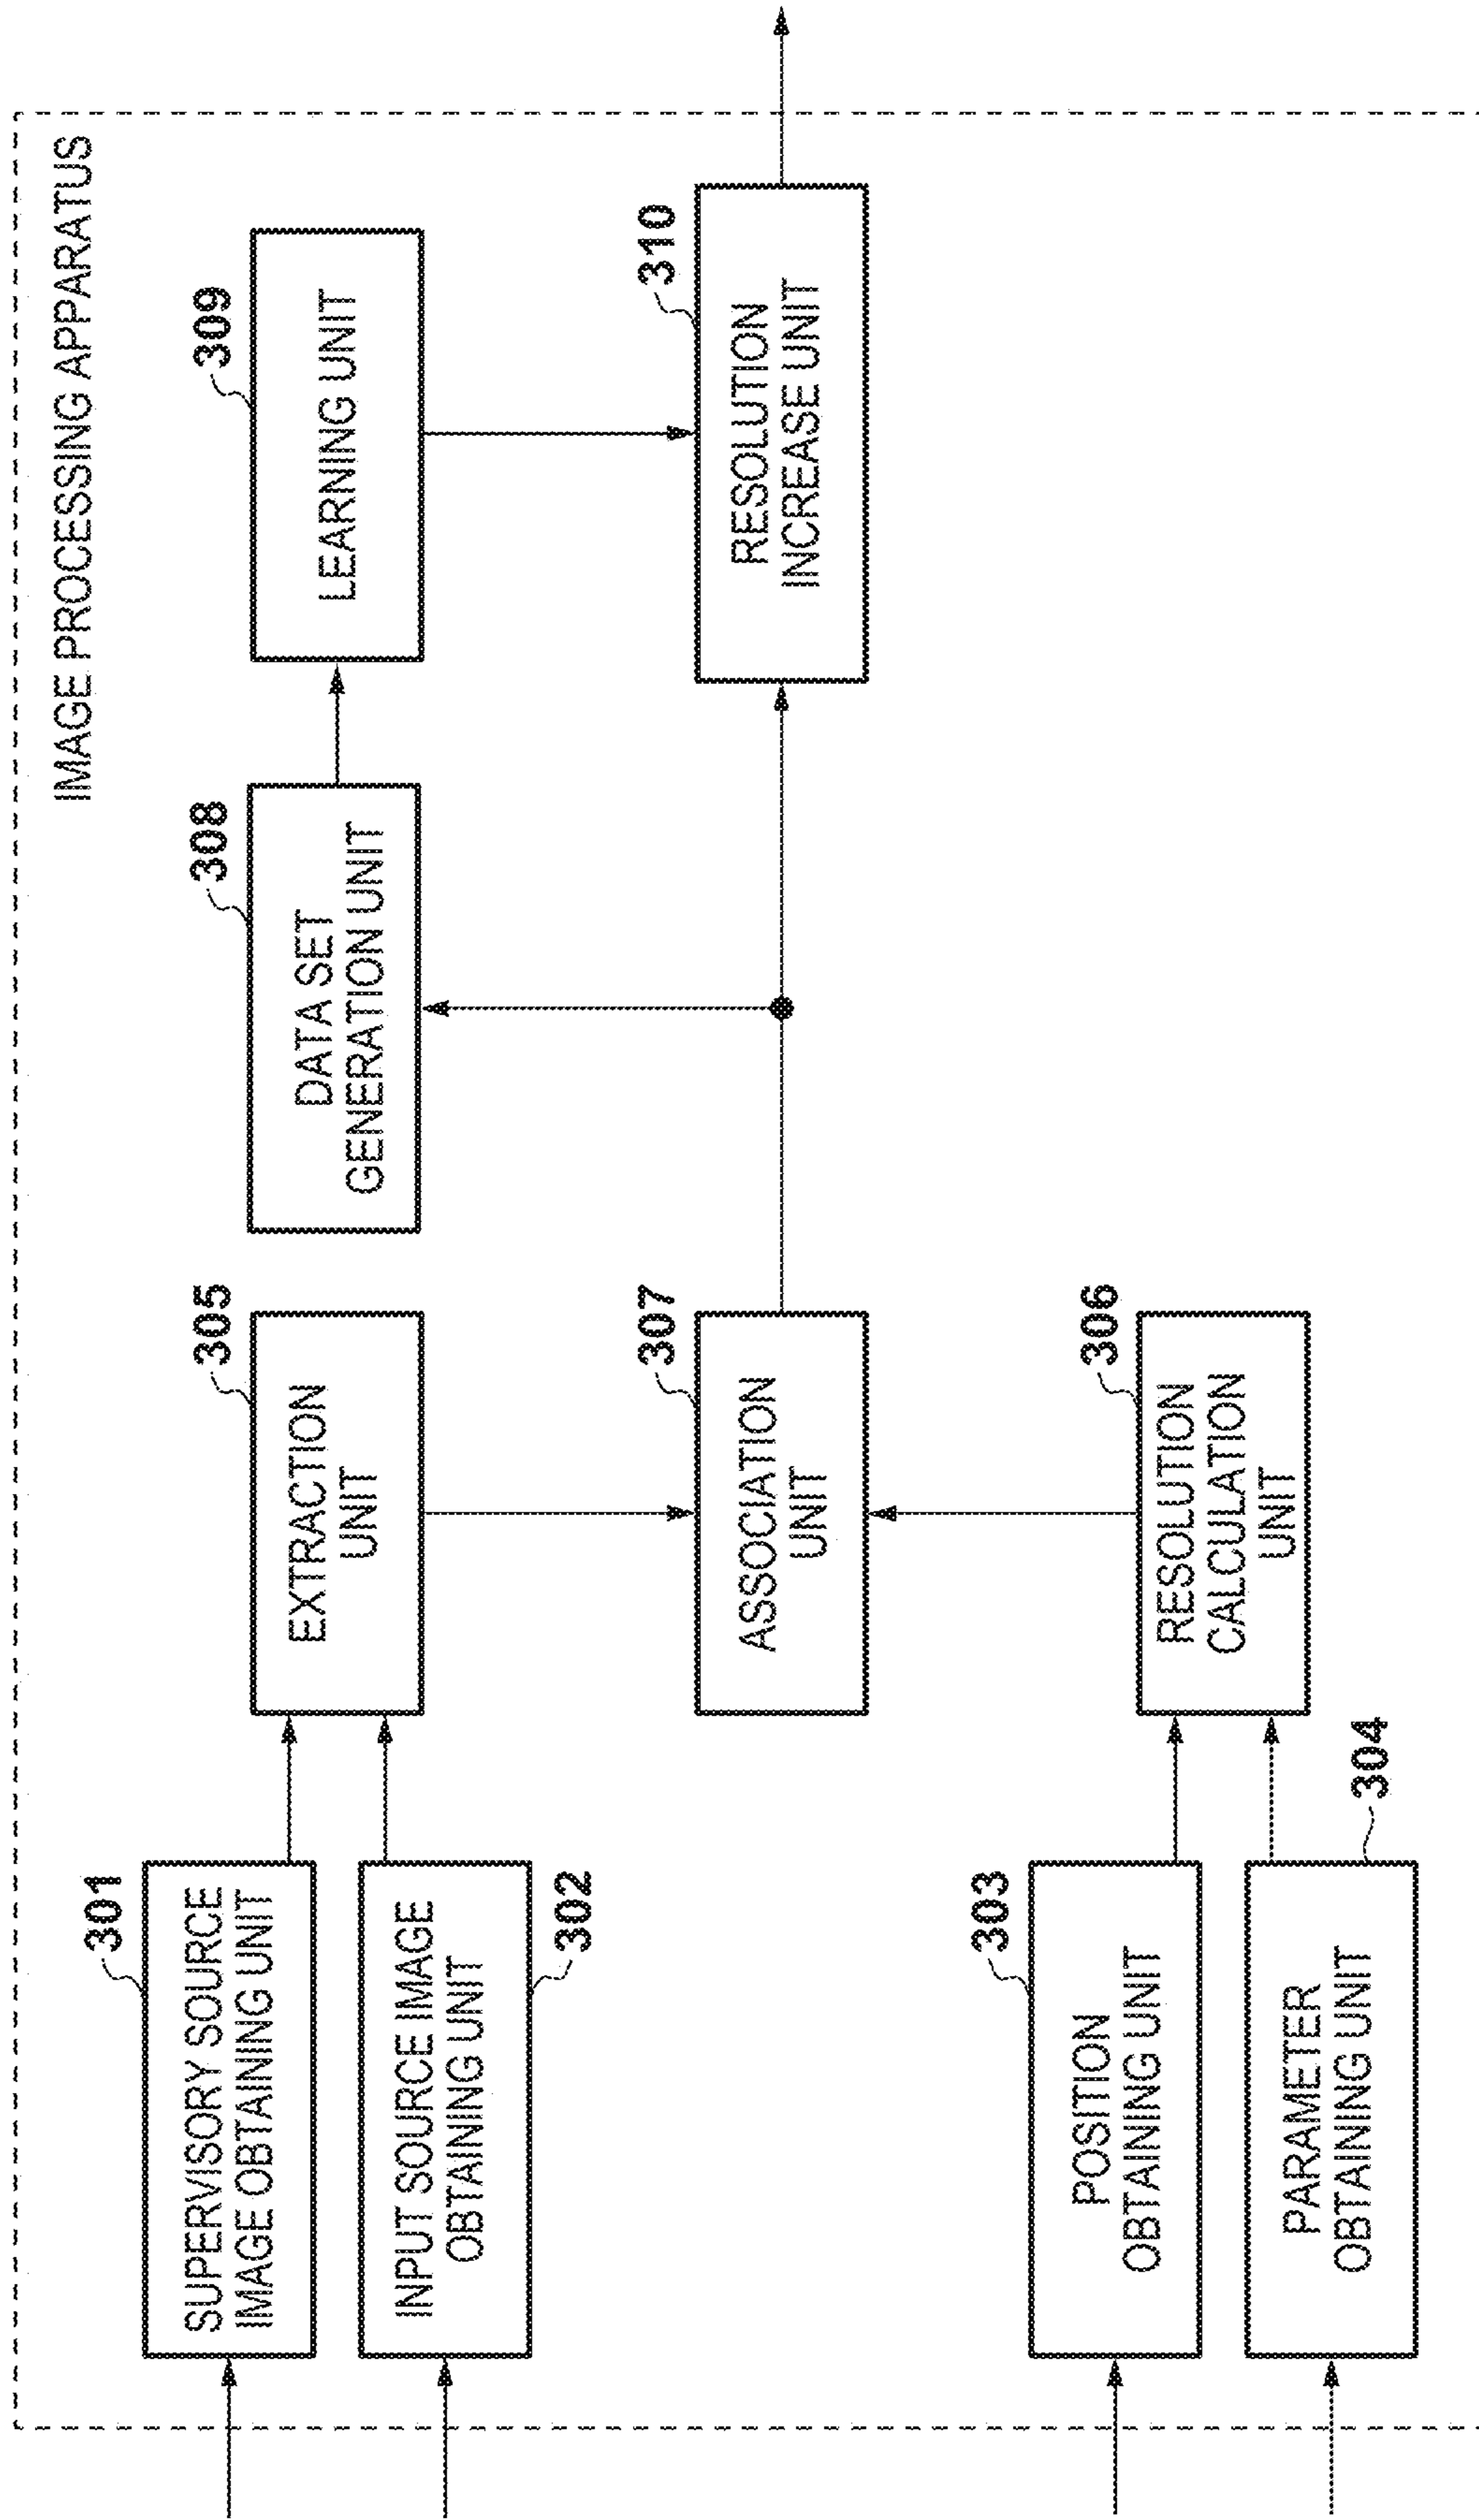 IMAGE PROCESSING APPARATUS
301
SUPERVISORY SOURCE
IMAGE OBTAINING UNIT
302
INPUT SOURCE IMAGE
OBTAINING UNIT
303
POSITION
OBTAINING UNIT
304
PARAMETER
OBTAINING UNIT
305
EXTRACTION
UNIT
307
ASSOCIATION
UNIT
306
RESOLUTION
CALCULATION
UNIT
308
DATA SET
GENERATION UNIT
309
LEARNING UNIT
310
RESOLUTION
INCREASE UNIT